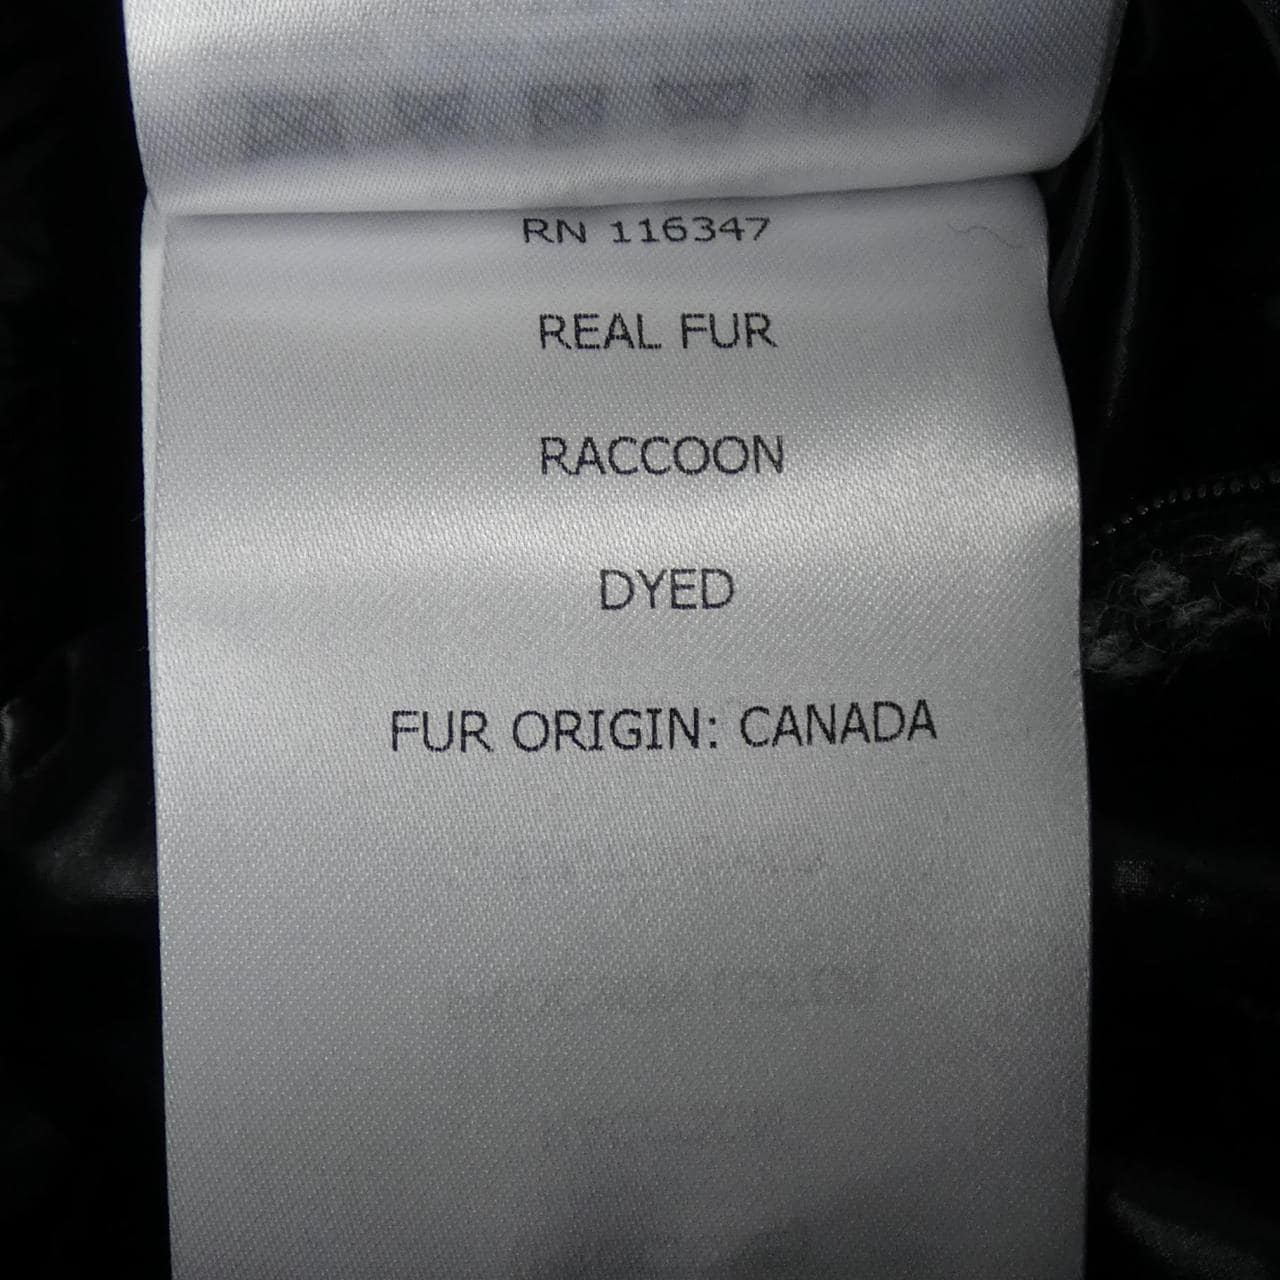 RN 116347
REAL FUR
RACCOON
DYED
FUR ORIGIN: CANADA